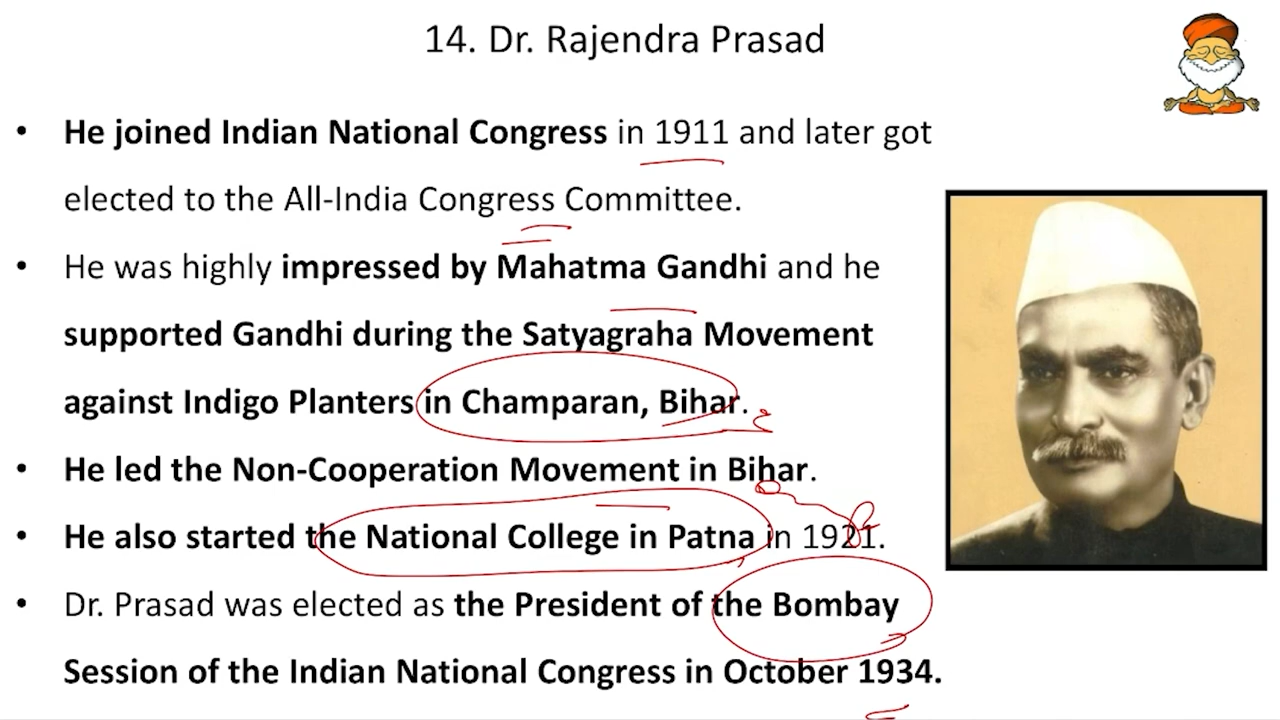 14. Dr. Rajendra Prasad
• He joined Indian National Congress in 1911 and later got
elected to the All-India Congress Committee.
• He was highly impressed by Mahatma Gandhi and he
supported Gandhi during the Satyagraha Movement
against Indigo Planters in Champaran, Bihar.
• He led the Non-Cooperation Movement in Bihar.
• He also started the National College in Patna in 1921.
• Dr. Prasad was elected as the President of the Bombay
Session of the Indian National Congress in October 1934.